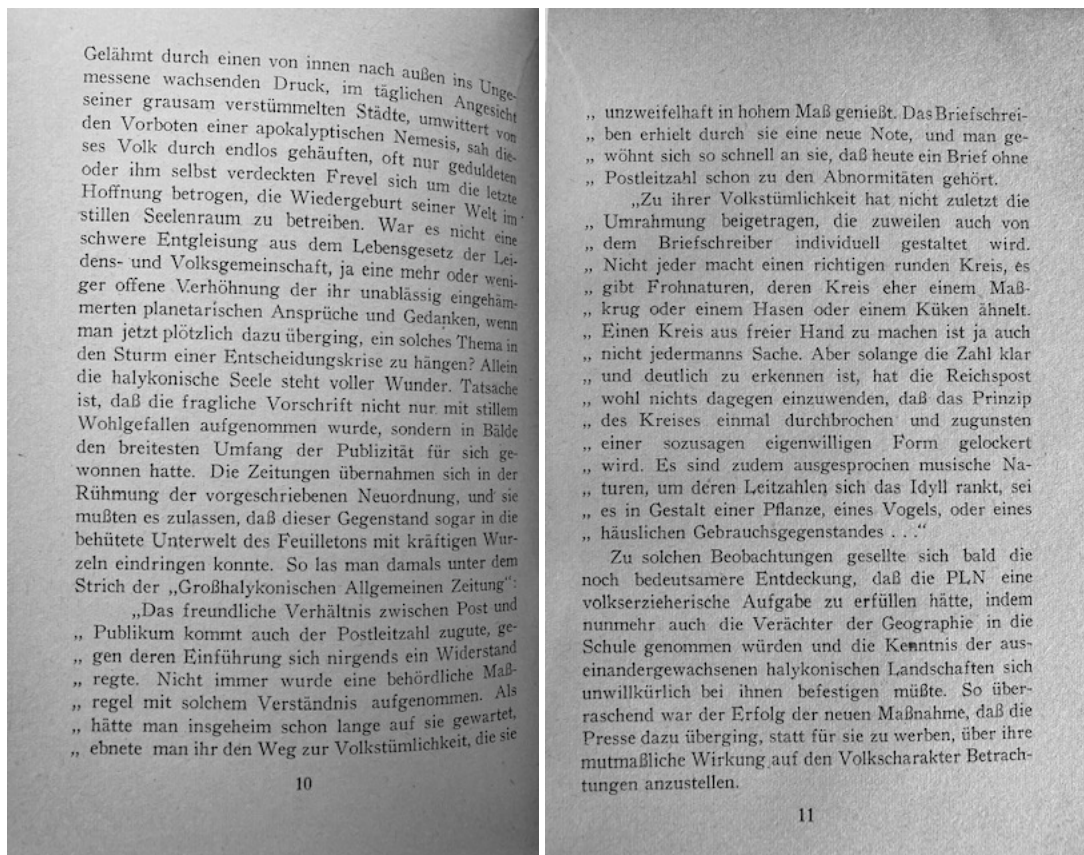 Gelähmt durch einen von innen nach außen ins Unge-
messene wachsenden Druck, im täglichen Angesicht
seiner grausam verstümmelten Städte, umwittert von
den Vorboten einer apokalyptischen Nemesis, sah die-
ses Volk durch endlos gehäuften, oft nur geduldeten
oder ihm selbst verdeckten Frevel sich um die letzte
Hoffnung betrogen, die Wiedergeburt seiner Welt im
stillen Seelenraum zu betreiben. War es nicht eine
schwere Entgleisung aus dem Lebensgesetz der Lei-
dens- und Volksgemeinschaft, ja eine mehr oder weni-
ger offene Verhöhnung der ihr unablässig eingehäm-
merten planetarischen Ansprüche und Gedanken, wenn
man jetzt plötzlich dazu überging, ein solches Thema in
den Sturm einer Entscheidungskrise zu hängen? Allein
die halykonische Seele steht voller Wunder. Tatsache
ist, daß die fragliche Vorschrift nicht nur mit stillem
Wohlgefallen aufgenommen wurde, sondern in Bälde
den breitesten Umfang der Publizität für sich ge-
wonnen hatte. Die Zeitungen übernahmen sich in der
Rühmung der vorgeschriebenen Neuordnung, und sie
mußten es zulassen, daß dieser Gegenstand sogar in die
behütete Unterwelt des Feuilletons mit kräftigen Wur-
zeln eindringen konnte. So las man damals unter dem
Strich der „Großhalykonischen Allgemeinen Zeitung“:
„Das freundliche Verhältnis zwischen Post und
„ Publikum kommt auch der Postleitzahl zugute, ge-
„ gen deren Einführung sich nirgends ein Widerstand
„ regte. Nicht immer wurde eine behördliche Maß-
„ regel mit solchem Verständnis aufgenommen. Als
„ hätte man insgeheim schon lange auf sie gewartet,
„ ebnete man ihr den Weg zur Volkstümlichkeit, die sie
10
„ unzweifelhaft in hohem Maß genießt. Das Briefschrei-
„ ben erhielt durch sie eine neue Note, und man ge-
„ wöhnt sich so schnell an sie, daß heute ein Brief ohne
„ Postleitzahl schon zu den Abnormitäten gehört.
„Zu ihrer Volkstümlichkeit hat nicht zuletzt die
„ Umrahmung beigetragen, die zuweilen auch von
„ dem Briefschreiber individuell gestaltet wird.
„ Nicht jeder macht einen richtigen runden Kreis, es
„ gibt Frohnaturen, deren Kreis eher einem Maß-
„ krug oder einem Hasen oder einem Küken ähnelt.
„ Einen Kreis aus freier Hand zu machen ist ja auch
„ nicht jedermanns Sache. Aber solange die Zahl klar
„ und deutlich zu erkennen ist, hat die Reichspost
„ wohl nichts dagegen einzuwenden, daß das Prinzip
„ des Kreises einmal durchbrochen und zugunsten
„ einer sozusagen eigenwilligen Form gelockert
„ wird. Es sind zudem ausgesprochen musische Na-
„ turen, um deren Leitzahlen sich das Idyll rankt, sei
„ es in Gestalt einer Pflanze, eines Vogels, oder eines
„ häuslichen Gebrauchsgegenstandes . . .“
Zu solchen Beobachtungen gesellte sich bald die
noch bedeutsamere Entdeckung, daß die PLN eine
volkserzieherische Aufgabe zu erfüllen hätte, indem
nunmehr auch die Verächter der Geographie in die
Schule genommen würden und die Kenntnis der aus-
einandergewachsenen halykonischen Landschaften sich
unwillkürlich bei ihnen befestigen müßte. So über-
raschend war der Erfolg der neuen Maßnahme, daß die
Presse dazu überging, statt für sie zu werben, über ihre
mutmaßliche Wirkung auf den Volkscharakter Betrach-
tungen anzustellen.
11